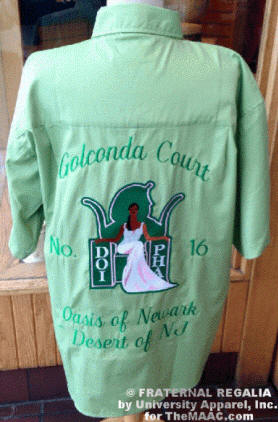 Golconda Court
No. 16
DOI PHA
Oasis of Newark
Desert of NJ
© FRATERNAL REGALIA
by University Apparel, Inc.
for TheMAAC.com